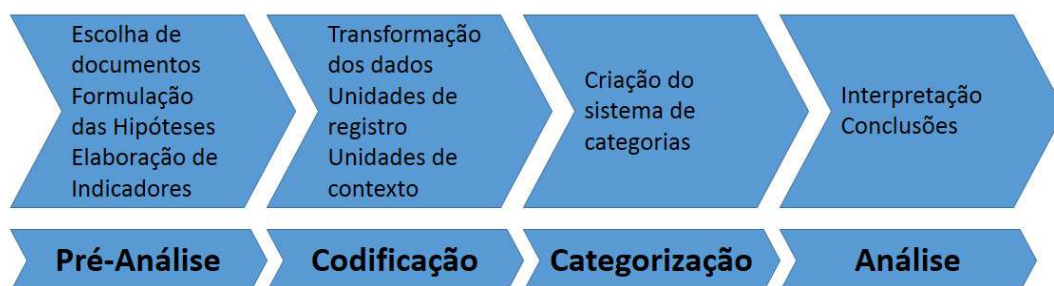 Escolha de
documentos
Formulação
das Hipóteses
Elaboração de
Indicadores
Transformação
dos dados
Unidades de
registro
Unidades de
contexto
Criação do
sistema de
categorias
Interpretação
Conclusões
Pré-Análise
Codificação
Categorização
Análise